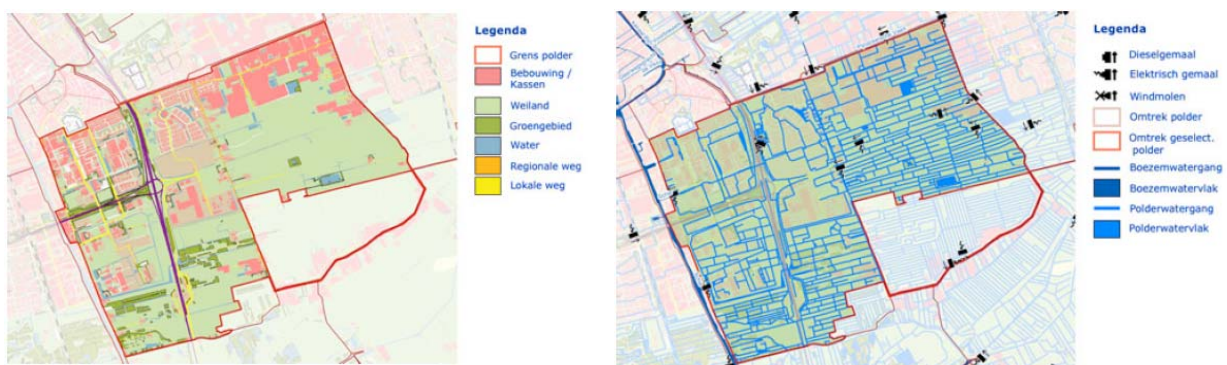 Legenda
Grens polder
Bebouwing /
Kassen
Weiland
Groengebied
Water
Regionale weg
Lokale weg
Legenda
Dieselgemaal
Elektrisch gemaal
Windmolen
Omtrek polder
Omtrek geselect.
polder
Boezemwatergang
Boezemwatervlak
Polderwatergang
Polderwatervlak